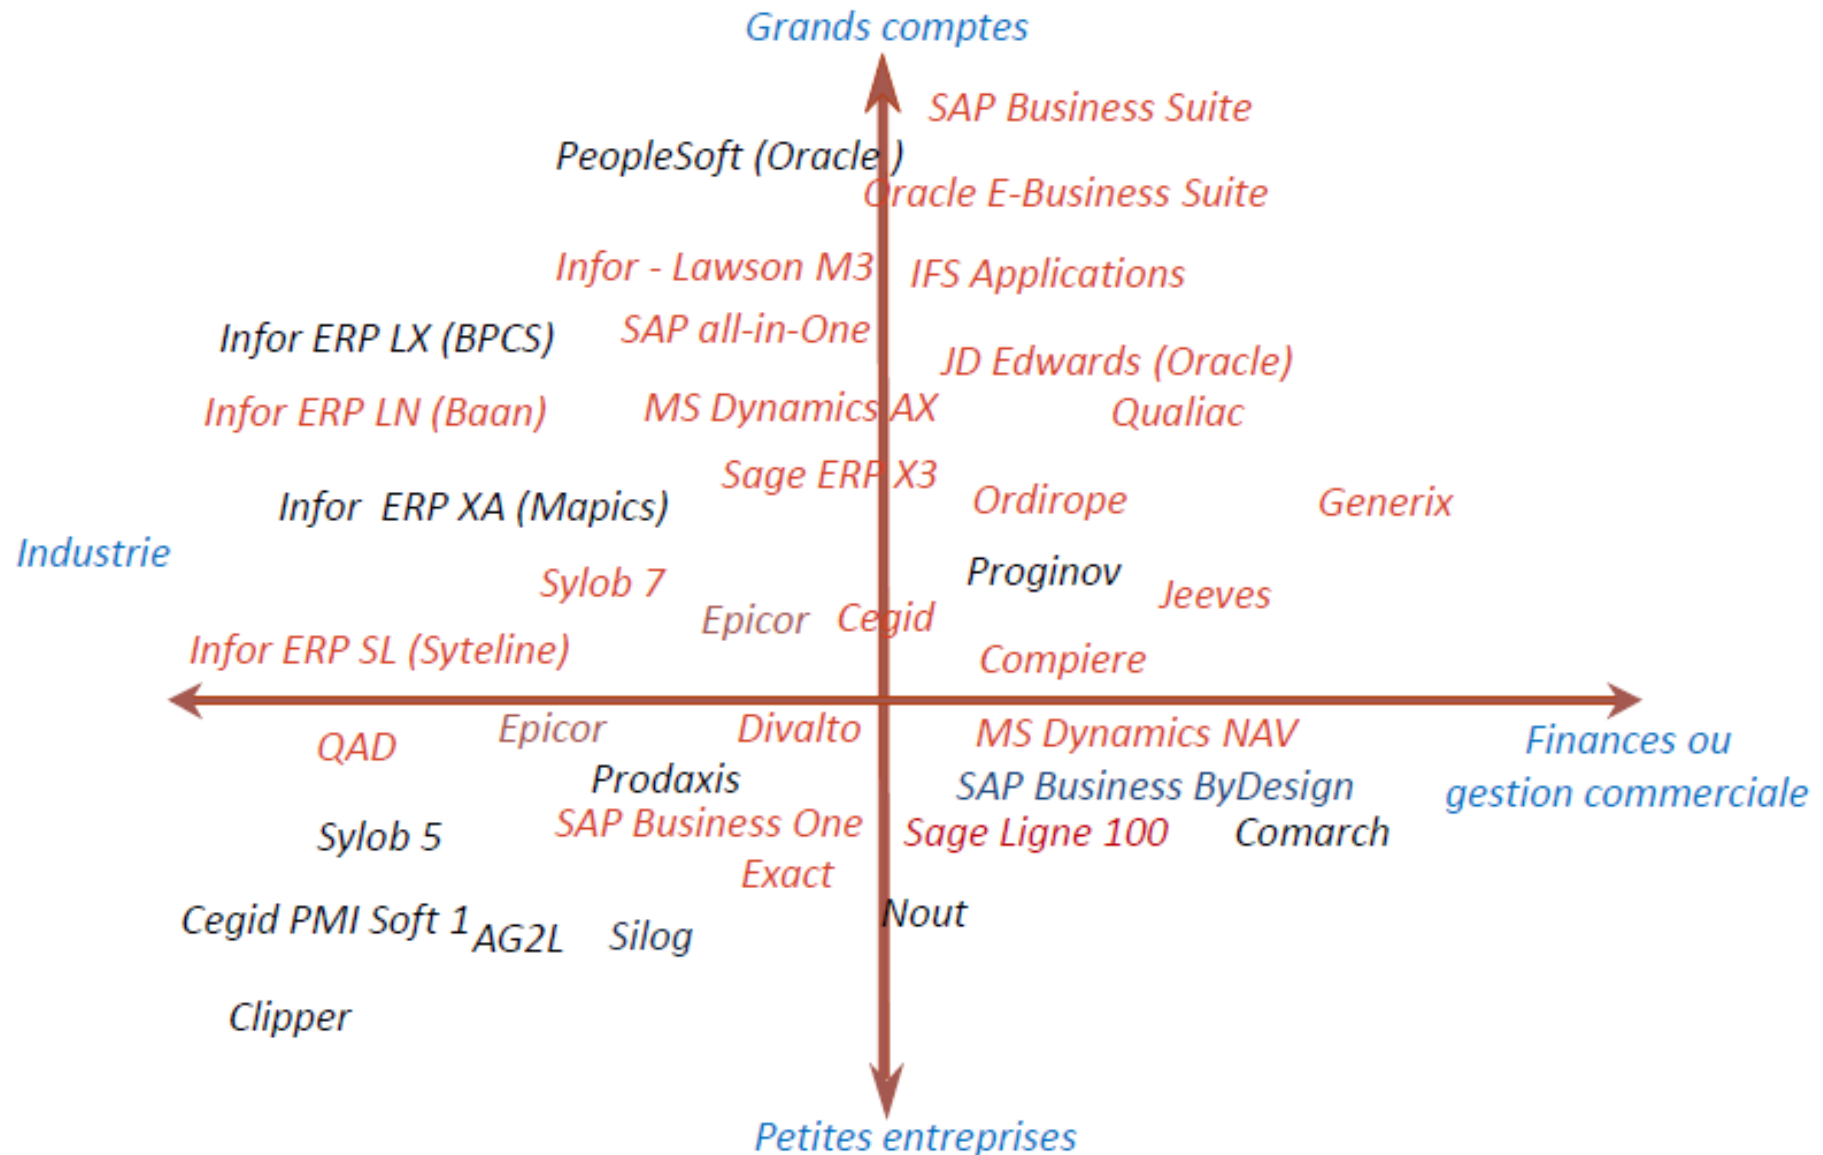 Grands comptes
SAP Business Suite
PeopleSoft (Oracle )
Oracle E-Business Suite
Infor - Lawson M3
IFS Applications
SAP all-in-One
Infor ERP LX (BPCS)
JD Edwards (Oracle)
Infor ERP LN (Baan)
MS Dynamics AX
Qualiac
Sage ERP X3
Infor ERP XA (Mapics)
Ordirope
Generix
Industrie
Sylob 7
Proginov
Jeeves
Epicor
Cegid
Infor ERP SL (Syteline)
Compiere
QAD
Epicor
Divalto
MS Dynamics NAV
Finances ou
gestion commerciale
Prodaxis
SAP Business ByDesign
Sylob 5
SAP Business One
Sage Ligne 100
Comarch
Exact
Cegid PMI Soft 1
AG2L
Silog
Nout
Clipper
Petites entreprises